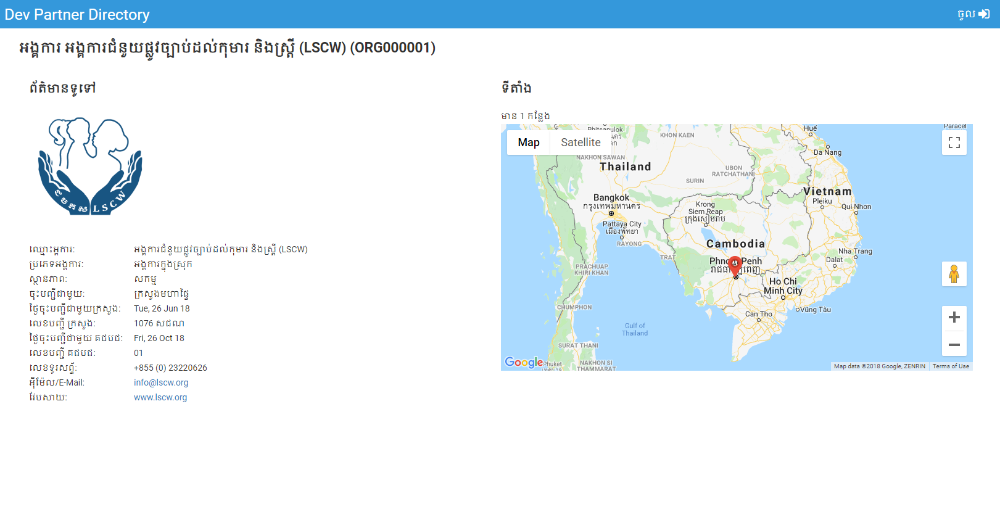 Dev Partner Directory
ចូល
អង្គការ អង្គការជំនួយផ្លូវច្បាប់ដល់កុមារ និងស្ត្រី (LSCW) (ORG000001)
ព័ត៌មានទូទៅ
ជមកស LSCW
ឈ្មោះអង្គការ: អង្គការជំនួយផ្លូវច្បាប់ដល់កុមារ និងស្ត្រី (LSCW)
ប្រភេទអង្គការ: អង្គការក្នុងស្រុក
ស្ថានភាព: សកម្ម
ចុះបញ្ជីជាមួយ: ក្រសួងមហាផ្ទៃ
ថ្ងៃចុះបញ្ជីជាមួយក្រសួង: Tue, 26 Jun 18
លេខបញ្ជី ក្រសួង: 1076 សជណ
ថ្ងៃចុះបញ្ជីជាមួយ គជបជ: Fri, 26 Oct 18
លេខបញ្ជី គជបជ: 01
លេខទូរសព្ទ័: +855 (0) 23220626
អ៊ីម៉ែល/E-Mail: info@lscw.org
វែបសាយ: www.lscw.org
ទីតាំង
មាន 1 កន្លែង
Map Satellite
Phitsanulok
KHON KAEN
Huế
Paracel
Da Nang
NAKHON SAWAN
Thailand
UBON
RATCHATHANI
SURIN
Vietnam
Bangkok
กรุงเทพมหานคร
Pleiku
Qui Nhon
Krong
Siem Reap
ក្រុងសៀមរាប
Pattaya City
เมืองพัทยา
RAYONG
Cambodia
TRAT
Nha Trang
Dalat
Phnom Penh
PRACHUAP
KHIRI KHAN
Ho Chi
Minh City
CHUMPHON
Vũng Tàu
Can Tho
Gulf of
Thailand
SURAT THANI
Google
Phuket
NAKHON SI
THAMMARAT
Map data ©2018 Google, ZENRIN Terms of Use